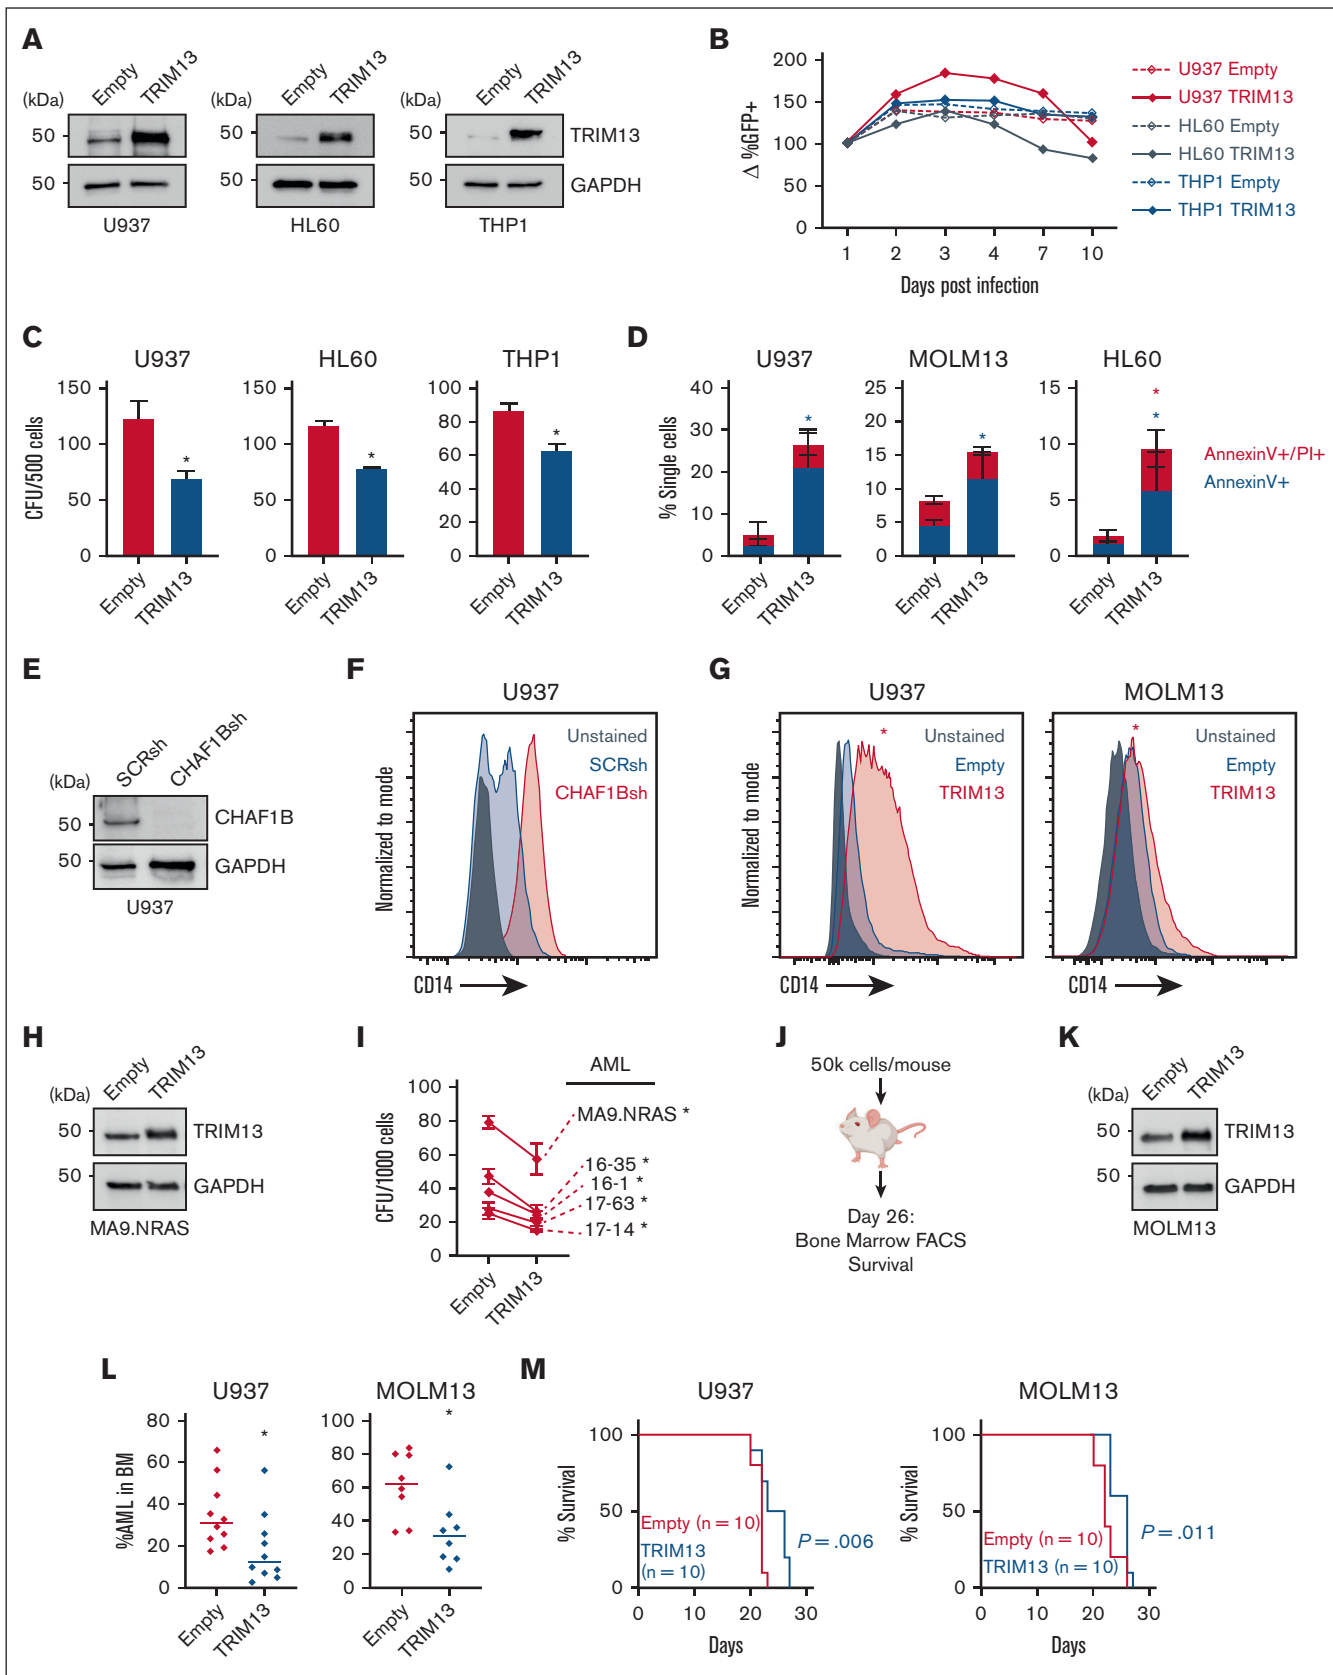 A
Empty
TRIM13
Empty
TRIM13
Empty
TRIM13
(kDa)
(kDa)
(kDa)
50
50
50
TRIM13
50
50
50
GAPDH
U937
HL60
THP1
B
200
150
100
50
0
Δ %GFP+
1
2
3
4
7
10
Days post infection
U937 Empty
U937 TRIM13
HL60 Empty
HL60 TRIM13
THP1 Empty
THP1 TRIM13
C
U937
HL60
THP1
CFU/500 cells
150
100
50
0
150
100
50
0
100
80
60
40
20
0
*
*
*
Empty
TRIM13
Empty
TRIM13
Empty
TRIM13
D
U937
MOLM13
HL60
% Single cells
40
30
20
10
0
25
20
15
10
5
0
15
10
5
0
*
*
*
*
AnnexinV+/PI+
AnnexinV+
Empty
TRIM13
Empty
TRIM13
Empty
TRIM13
E
SCRsh
CHAF1Bsh
(kDa)
50
CHAF1B
50
GAPDH
U937
F
U937
Normalized to mode
Unstained
SCRsh
CHAF1Bsh
CD14
G
U937
MOLM13
Normalized to mode
*
Unstained
Empty
TRIM13
*
Unstained
Empty
TRIM13
CD14
CD14
H
Empty
TRIM13
(kDa)
50
TRIM13
50
GAPDH
MA9.NRAS
I
AML
CFU/1000 cells
100
80
60
40
20
0
MA9.NRAS *
16-35 *
16-1 *
17-63 *
17-14 *
Empty
TRIM13
J
50k cells/mouse
Day 26:
Bone Marrow FACS
Survival
K
Empty
TRIM13
(kDa)
50
TRIM13
50
GAPDH
MOLM13
L
U937
MOLM13
%AML in BM
80
60
40
20
0
100
80
60
40
20
0
*
*
Empty
TRIM13
Empty
TRIM13
M
U937
MOLM13
% Survival
100
50
0
Empty (n = 10)
TRIM13
(n = 10)
P = .006
0
10
20
30
Days
% Survival
100
50
0
Empty (n = 10)
TRIM13 (n = 10)
P = .011
0
10
20
30
Days